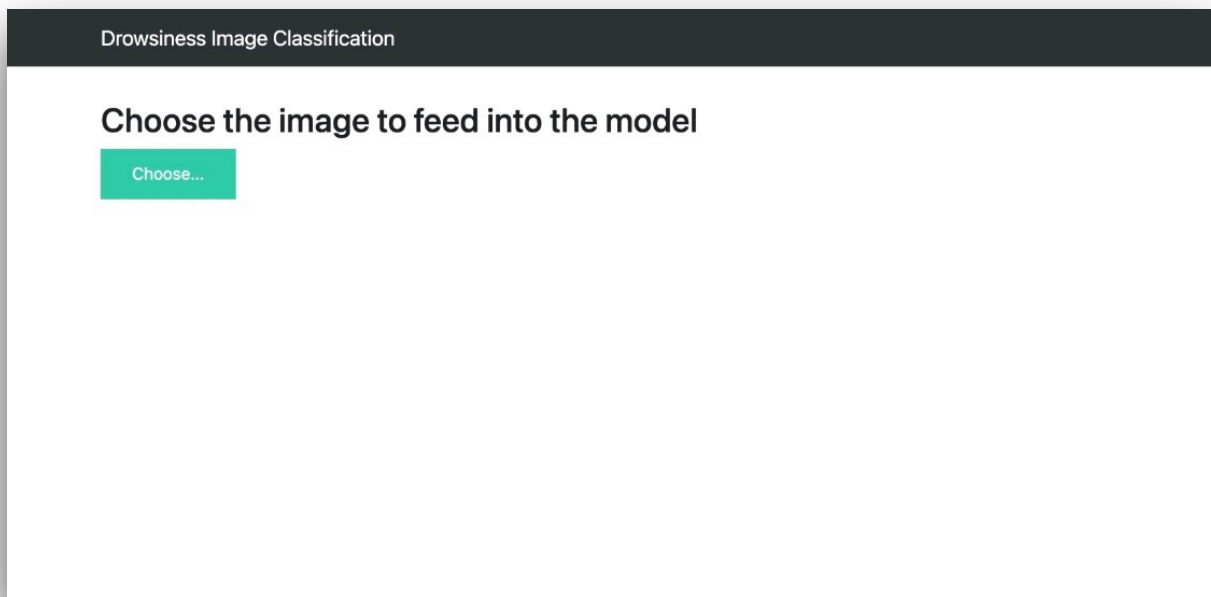 Drowsiness Image Classification
Choose the image to feed into the model
Choose...